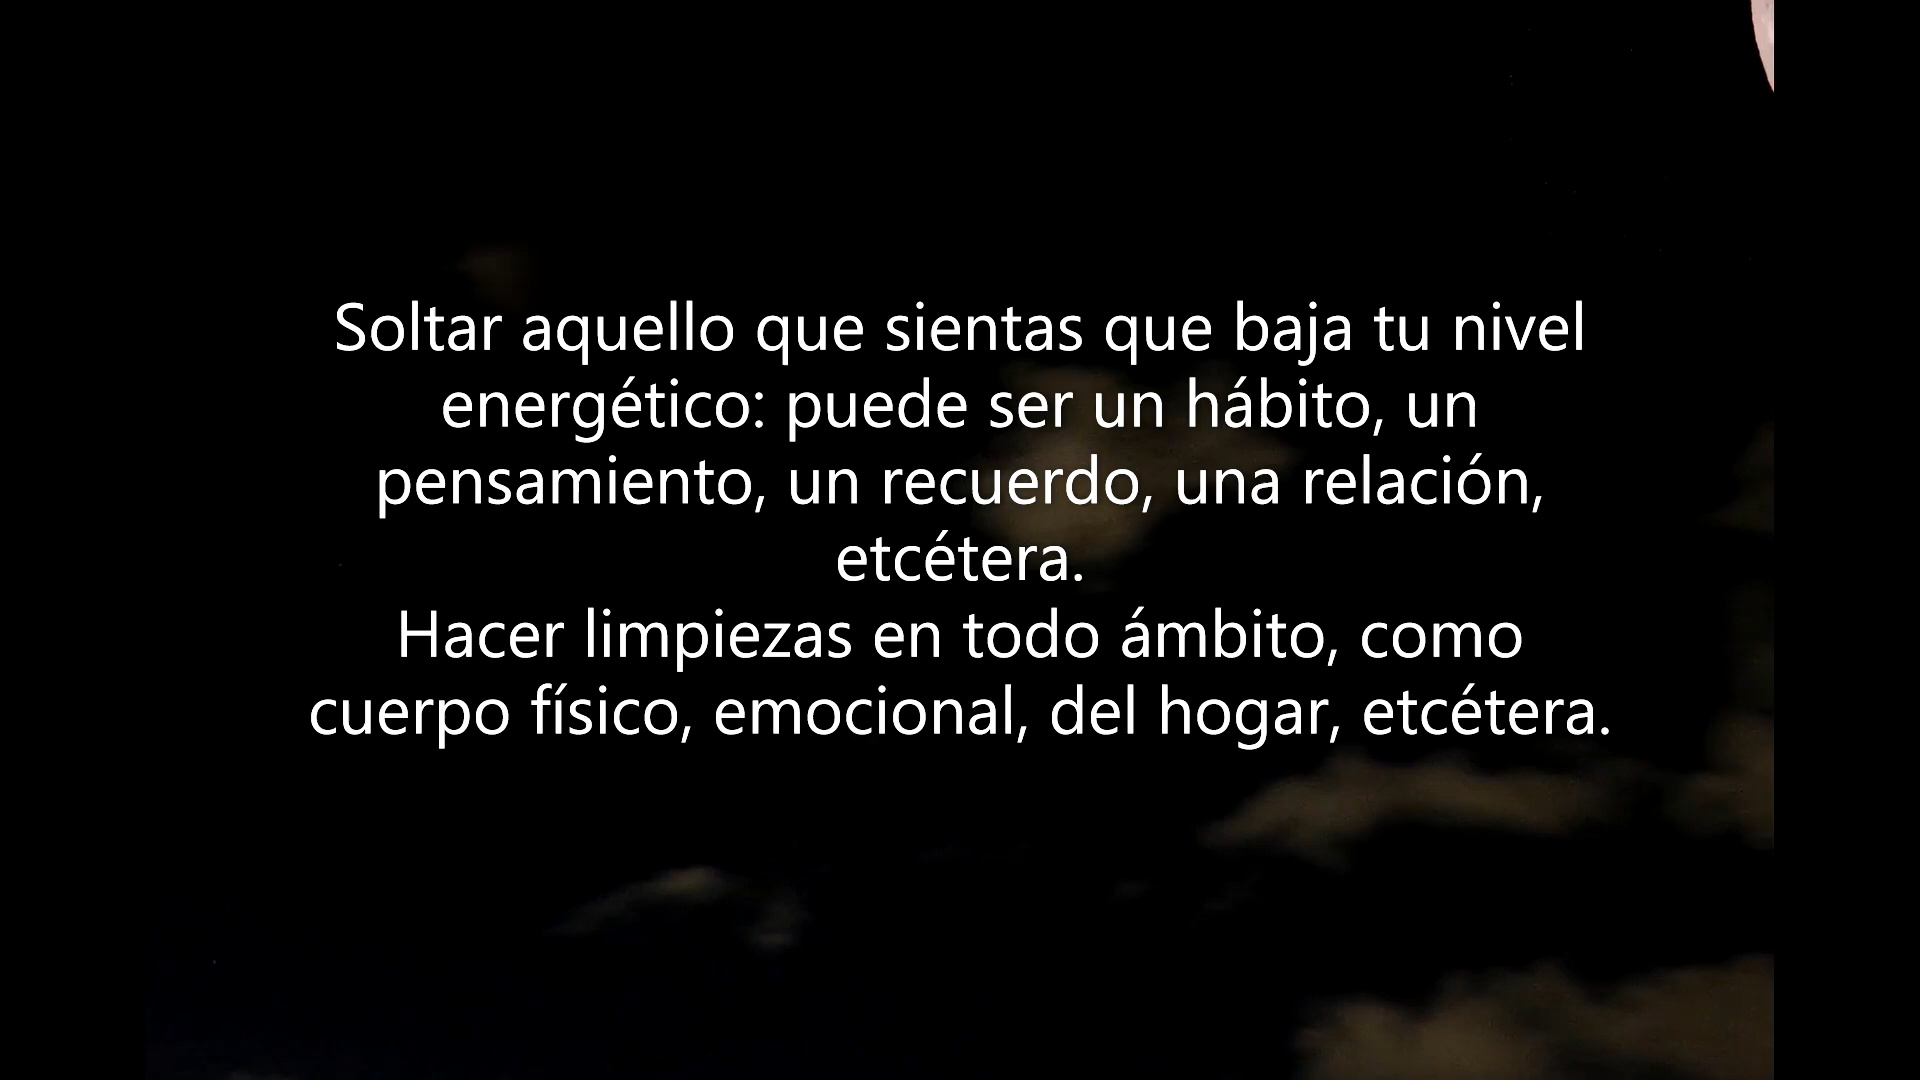 Soltar aquello que sientas que baja tu nivel
energético: puede ser un hábito, un
pensamiento, un recuerdo, una relación,
etcétera.
Hacer limpiezas en todo ámbito, como
cuerpo físico, emocional, del hogar, etcétera.